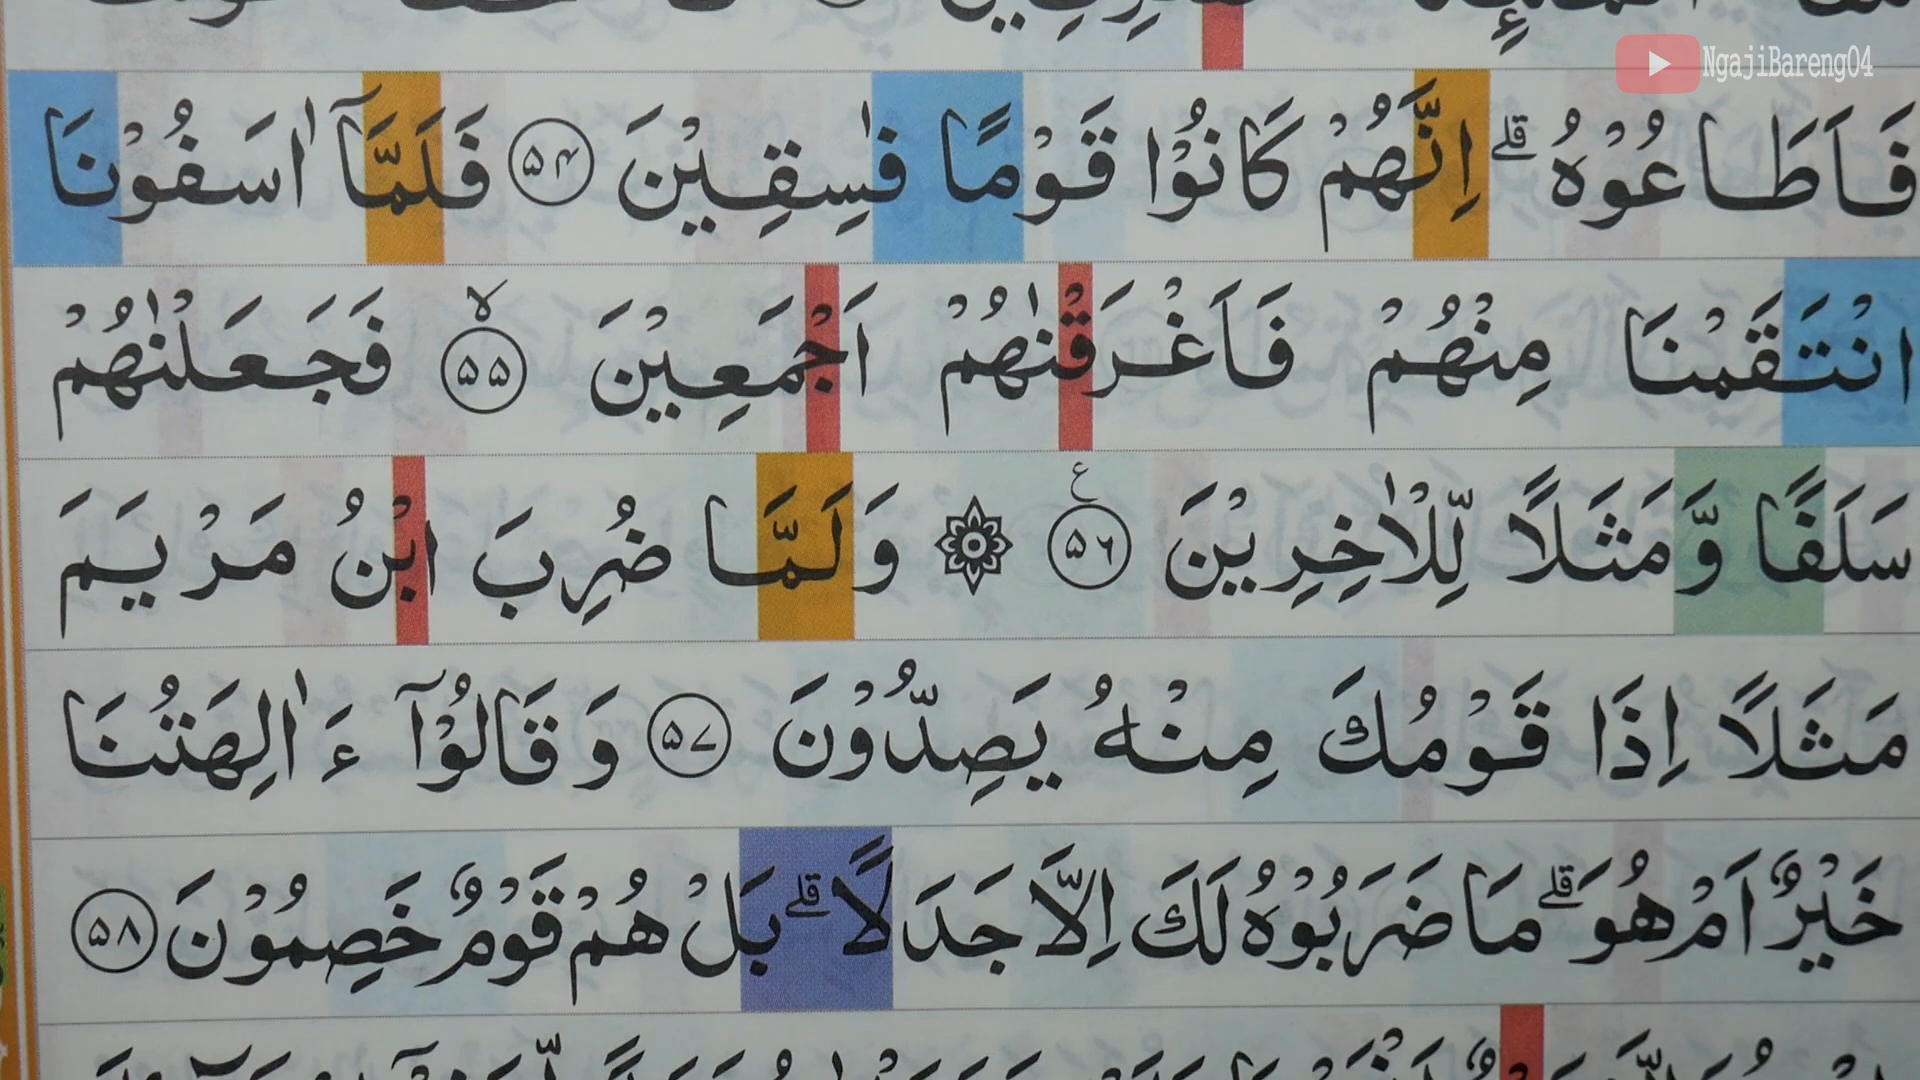 NgajiBareng04
فَاَطَاعُوْهُ ۗ اِنَّهُمْ كَانُوْا قَوْمًا فٰسِقِيْنَ ۝٥٤ فَلَمَّآ اٰسَفُوْنَا
انْتَقَمْنَا مِنْهُمْ فَاَغْرَقْنٰهُمْ اَجْمَعِيْنَ ۙ۝٥٥ فَجَعَلْنٰهُمْ
سَلَفًا وَّمَثَلًا لِّلْاٰخِرِيْنَ ࣖ۝٥٦ ۞ وَلَمَّا ضُرِبَ ابْنُ مَرْيَمَ
مَثَلًا اِذَا قَوْمُكَ مِنْهُ يَصِدُّوْنَ ۝٥٧ وَقَالُوْٓا ءَاٰلِهَتُنَا
خَيْرٌ اَمْ هُوَ ۗ مَا ضَرَبُوْهُ لَكَ اِلَّا جَدَلًا ۗ بَلْ هُمْ قَوْمٌ خَصِمُوْنَ ۝٥٨